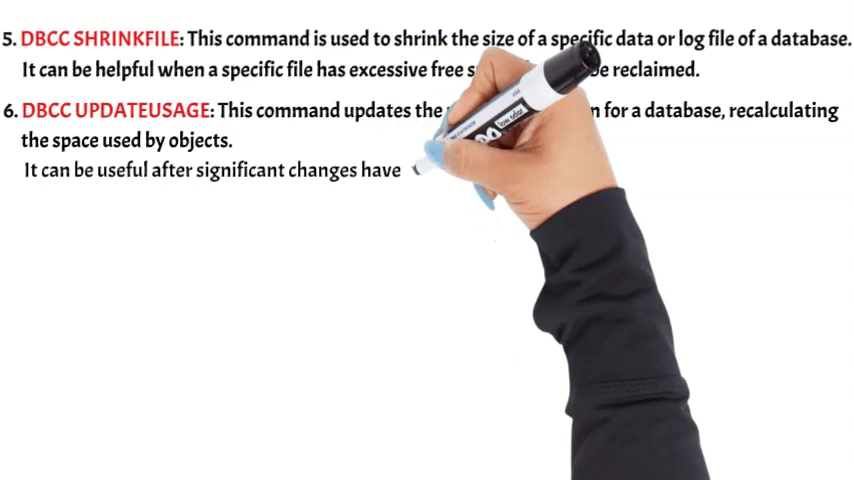 5. DBCC SHRINKFILE: This command is used to shrink the size of a specific data or log file of a database.
It can be helpful when a specific file has excessive free be reclaimed.
6. DBCC UPDATEUSAGE: This command updates the for a database, recalculating
the space used by objects.
It can be useful after significant changes have